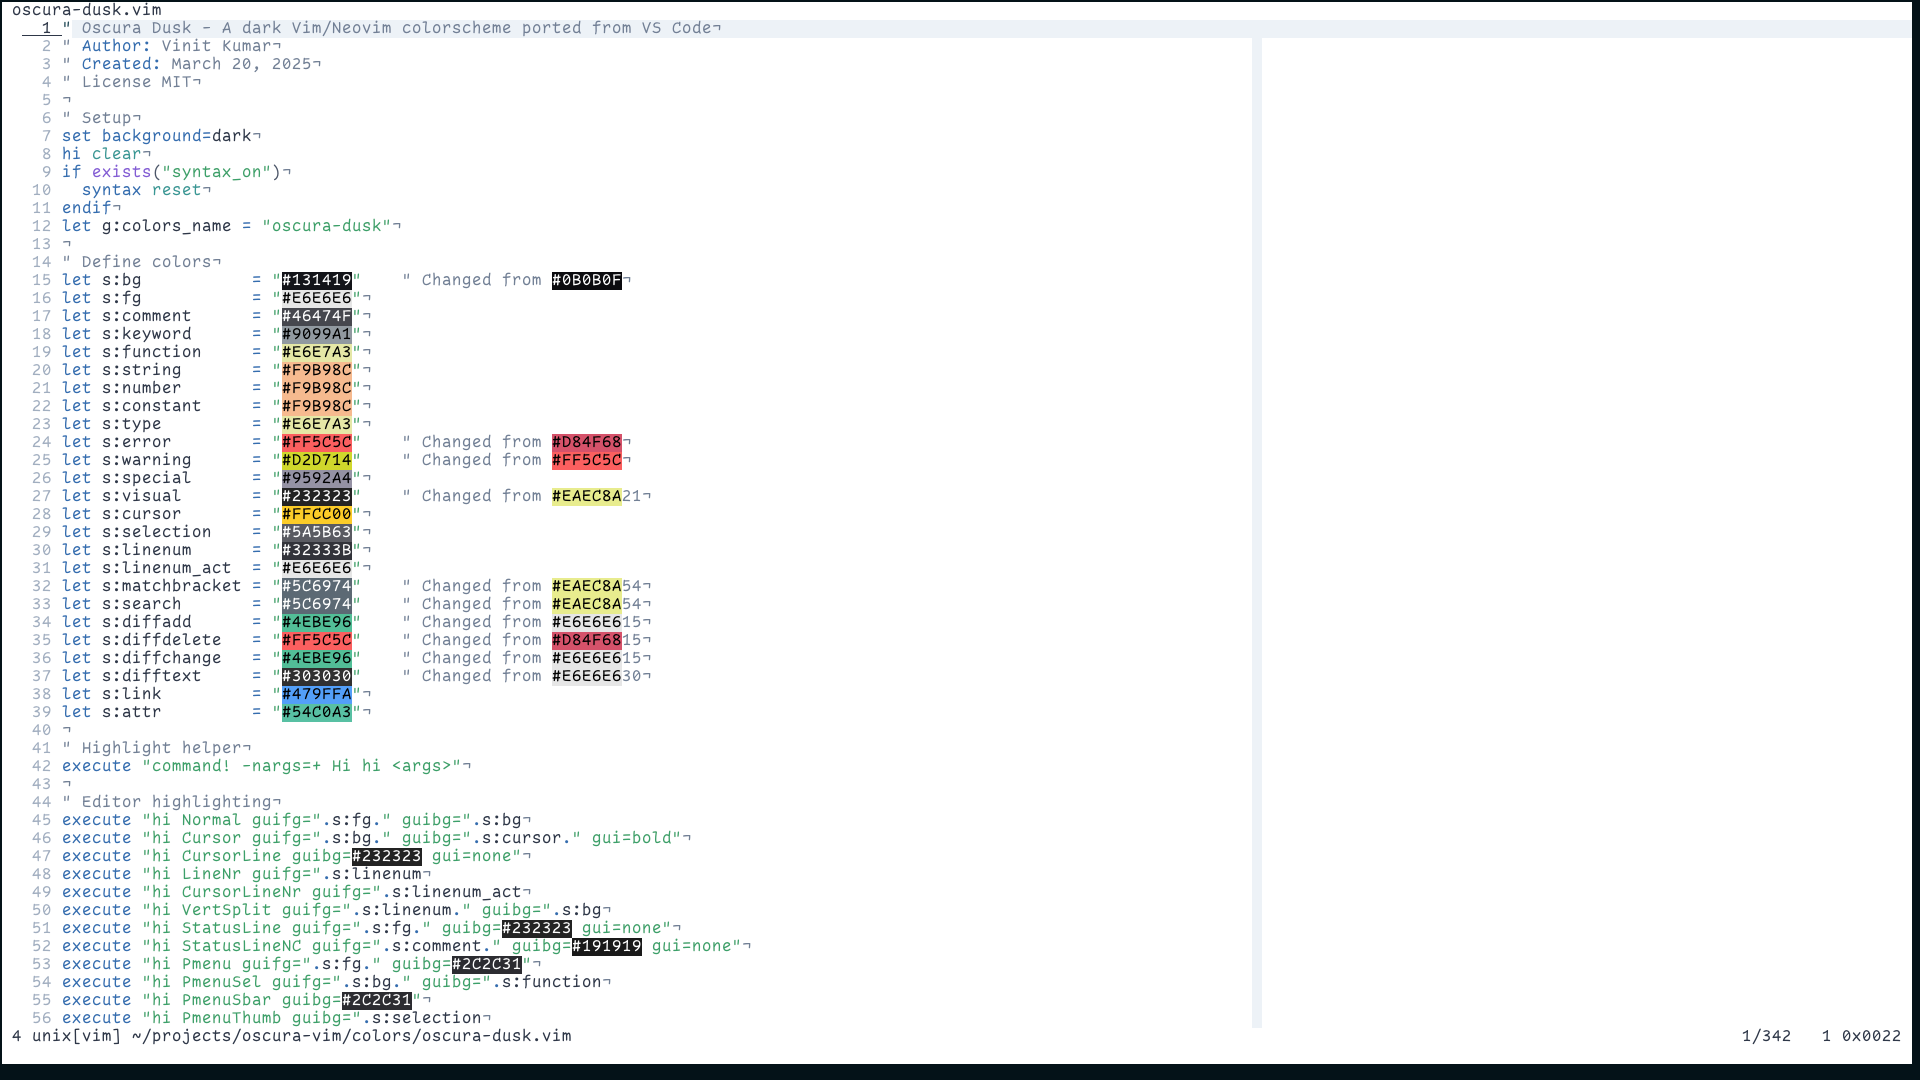 oscura-dusk.vim
1 " Oscura Dusk - A dark Vim/Neovim colorscheme ported from VS Code¬
2 " Author: Vinit Kumar¬
3 " Created: March 20, 2025¬
4 " License MIT¬
5 ¬
6 " Setup¬
7 set background=dark¬
8 hi clear¬
9 if exists("syntax_on")¬
10   syntax reset¬
11 endif¬
12 let g:colors_name = "oscura-dusk"¬
13 ¬
14 " Define colors¬
15 let s:bg           = "#131419"    " Changed from #0B0B0F¬
16 let s:fg           = "#E6E6E6"¬
17 let s:comment      = "#46474F"¬
18 let s:keyword      = "#9099A1"¬
19 let s:function     = "#E6E7A3"¬
20 let s:string       = "#F9B98C"¬
21 let s:number       = "#F9B98C"¬
22 let s:constant     = "#F9B98C"¬
23 let s:type         = "#E6E7A3"¬
24 let s:error        = "#FF5C5C"    " Changed from #D84F68¬
25 let s:warning      = "#D2D714"    " Changed from #FF5C5C¬
26 let s:special      = "#9592A4"¬
27 let s:visual       = "#232323"    " Changed from #EAEC8A21¬
28 let s:cursor       = "#FFCC00"¬
29 let s:selection    = "#5A5B63"¬
30 let s:linenum      = "#32333B"¬
31 let s:linenum_act  = "#E6E6E6"¬
32 let s:matchbracket = "#5C6974"    " Changed from #EAEC8A54¬
33 let s:search       = "#5C6974"    " Changed from #EAEC8A54¬
34 let s:diffadd      = "#4EBE96"    " Changed from #E6E6E615¬
35 let s:diffdelete   = "#FF5C5C"    " Changed from #D84F6815¬
36 let s:diffchange   = "#4EBE96"    " Changed from #E6E6E615¬
37 let s:difftext     = "#303030"    " Changed from #E6E6E630¬
38 let s:link         = "#479FFA"¬
39 let s:attr         = "#54C0A3"¬
40 ¬
41 " Highlight helper¬
42 execute "command! -nargs=+ Hi hi <args>"¬
43 ¬
44 " Editor highlighting¬
45 execute "hi Normal guifg=".s:fg." guibg=".s:bg¬
46 execute "hi Cursor guifg=".s:bg." guibg=".s:cursor." gui=bold"¬
47 execute "hi CursorLine guibg=#232323 gui=none"¬
48 execute "hi LineNr guifg=".s:linenum¬
49 execute "hi CursorLineNr guifg=".s:linenum_act¬
50 execute "hi VertSplit guifg=".s:linenum." guibg=".s:bg¬
51 execute "hi StatusLine guifg=".s:fg." guibg=#232323 gui=none"¬
52 execute "hi StatusLineNC guifg=".s:comment." guibg=#191919 gui=none"¬
53 execute "hi Pmenu guifg=".s:fg." guibg=#2C2C31"¬
54 execute "hi PmenuSel guifg=".s:bg." guibg=".s:function¬
55 execute "hi PmenuSbar guibg=#2C2C31"¬
56 execute "hi PmenuThumb guibg=".s:selection¬
4 unix[vim] ~/projects/oscura-vim/colors/oscura-dusk.vim 1/342   1 0x0022